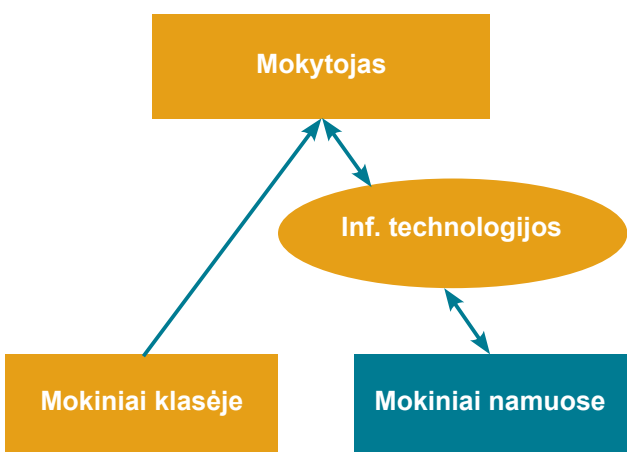 Mokytojas
Inf. technologijos
Mokiniai klasėje
Mokiniai namuose